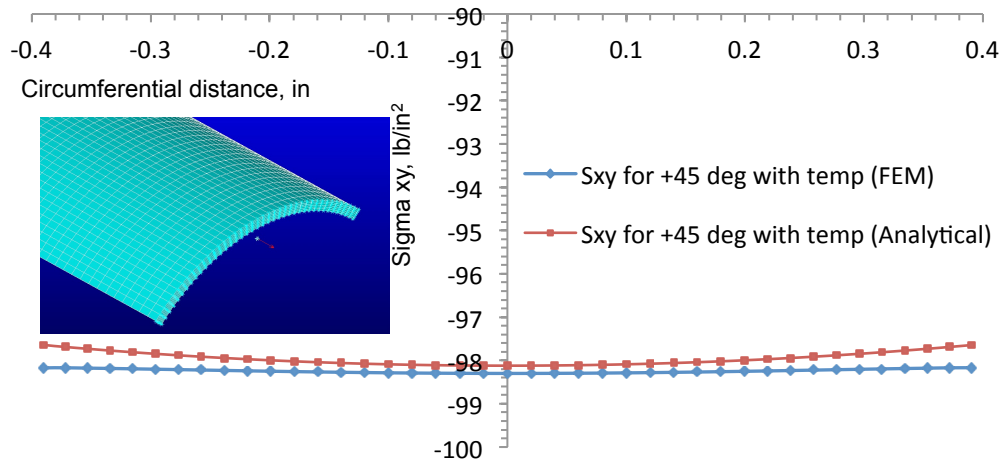 -90
-0.4 -0.3 -0.2 -0.1 0 0.1 0.2 0.3 0.4
-91
Circumferential distance, in
Sigma xy, lb/in²
-92
-93
Sxy for +45 deg with temp (FEM)
-94
Sxy for +45 deg with temp (Analytical)
-95
-96
-97
-98
-99
-100